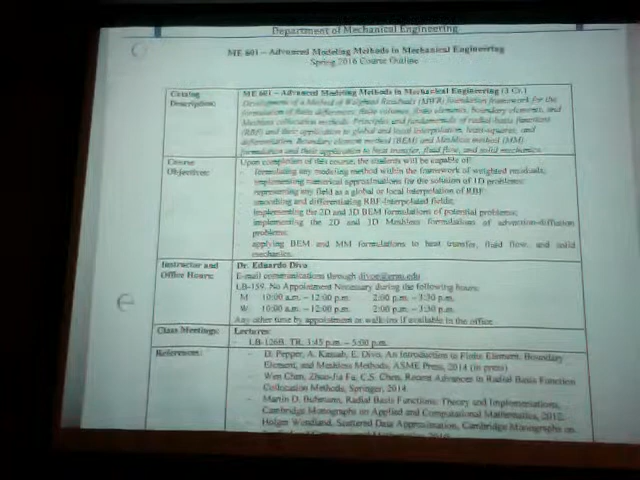 Department of Mechanical Engineering
ME 601 – Advanced Modeling Methods in Mechanical Engineering
Spring 2016 Course Outline
Catalog Description:
ME 601 – Advanced Modeling Methods in Mechanical Engineering (3 Cr.)
Development of a Method of Weighted Residuals (MWR) foundation framework for the
formulation of finite differences, finite volumes, finite elements, boundary elements, and
Meshless collocation methods. Principles and fundamentals of radial-basis functions
(RBF) and their application to global and local interpolation, least-squares, and
differentiation. Boundary element method (BEM) and Meshless method (MM)
formulation and their application to heat transfer, fluid flow, and solid mechanics.
Course Objectives:
Upon completion of this course, the students will be capable of:
- formulating any modeling method within the framework of weighted residuals;
- implementing numerical approximations for the solution of 1D problems;
- representing any field as a global or local interpolation of RBF;
- smoothing and differentiating RBF-Interpolated fields;
- implementing the 2D and 3D BEM formulations of potential problems;
- implementing the 2D and 3D Meshless formulations of advection-diffusion
problems;
- applying BEM and MM formulations to heat transfer, fluid flow, and solid
mechanics.
Instructor and Office Hours:
Dr. Eduardo Divo
E-mail communications through divoe@erau.edu
LB-159. No Appointment Necessary during the following hours:
M 10:00 a.m. – 12:00 p.m. 2:00 p.m. – 3:30 p.m.
W 10:00 a.m. – 12:00 p.m. 2:00 p.m. – 3:30 p.m.
Any other time by appointment or walk-ins if available in the office
Class Meetings:
Lectures:
- LB-126B, TR, 3:45 p.m. – 5:00 p.m.
References:
- D. Pepper, A. Kassab, E. Divo, An Introduction to Finite Element, Boundary
Element, and Meshless Methods, ASME Press, 2014 (in press)
- Wen Chen, Zhuo-Jia Fu, C.S. Chen, Recent Advances in Radial Basis Function
Collocation Methods, Springer, 2014.
- Martin D. Buhmann, Radial Basis Functions: Theory and Implementations,
Cambridge Monographs on Applied and Computational Mathematics, 2012.
- Holger Wendland, Scattered Data Approximation, Cambridge Monographs on